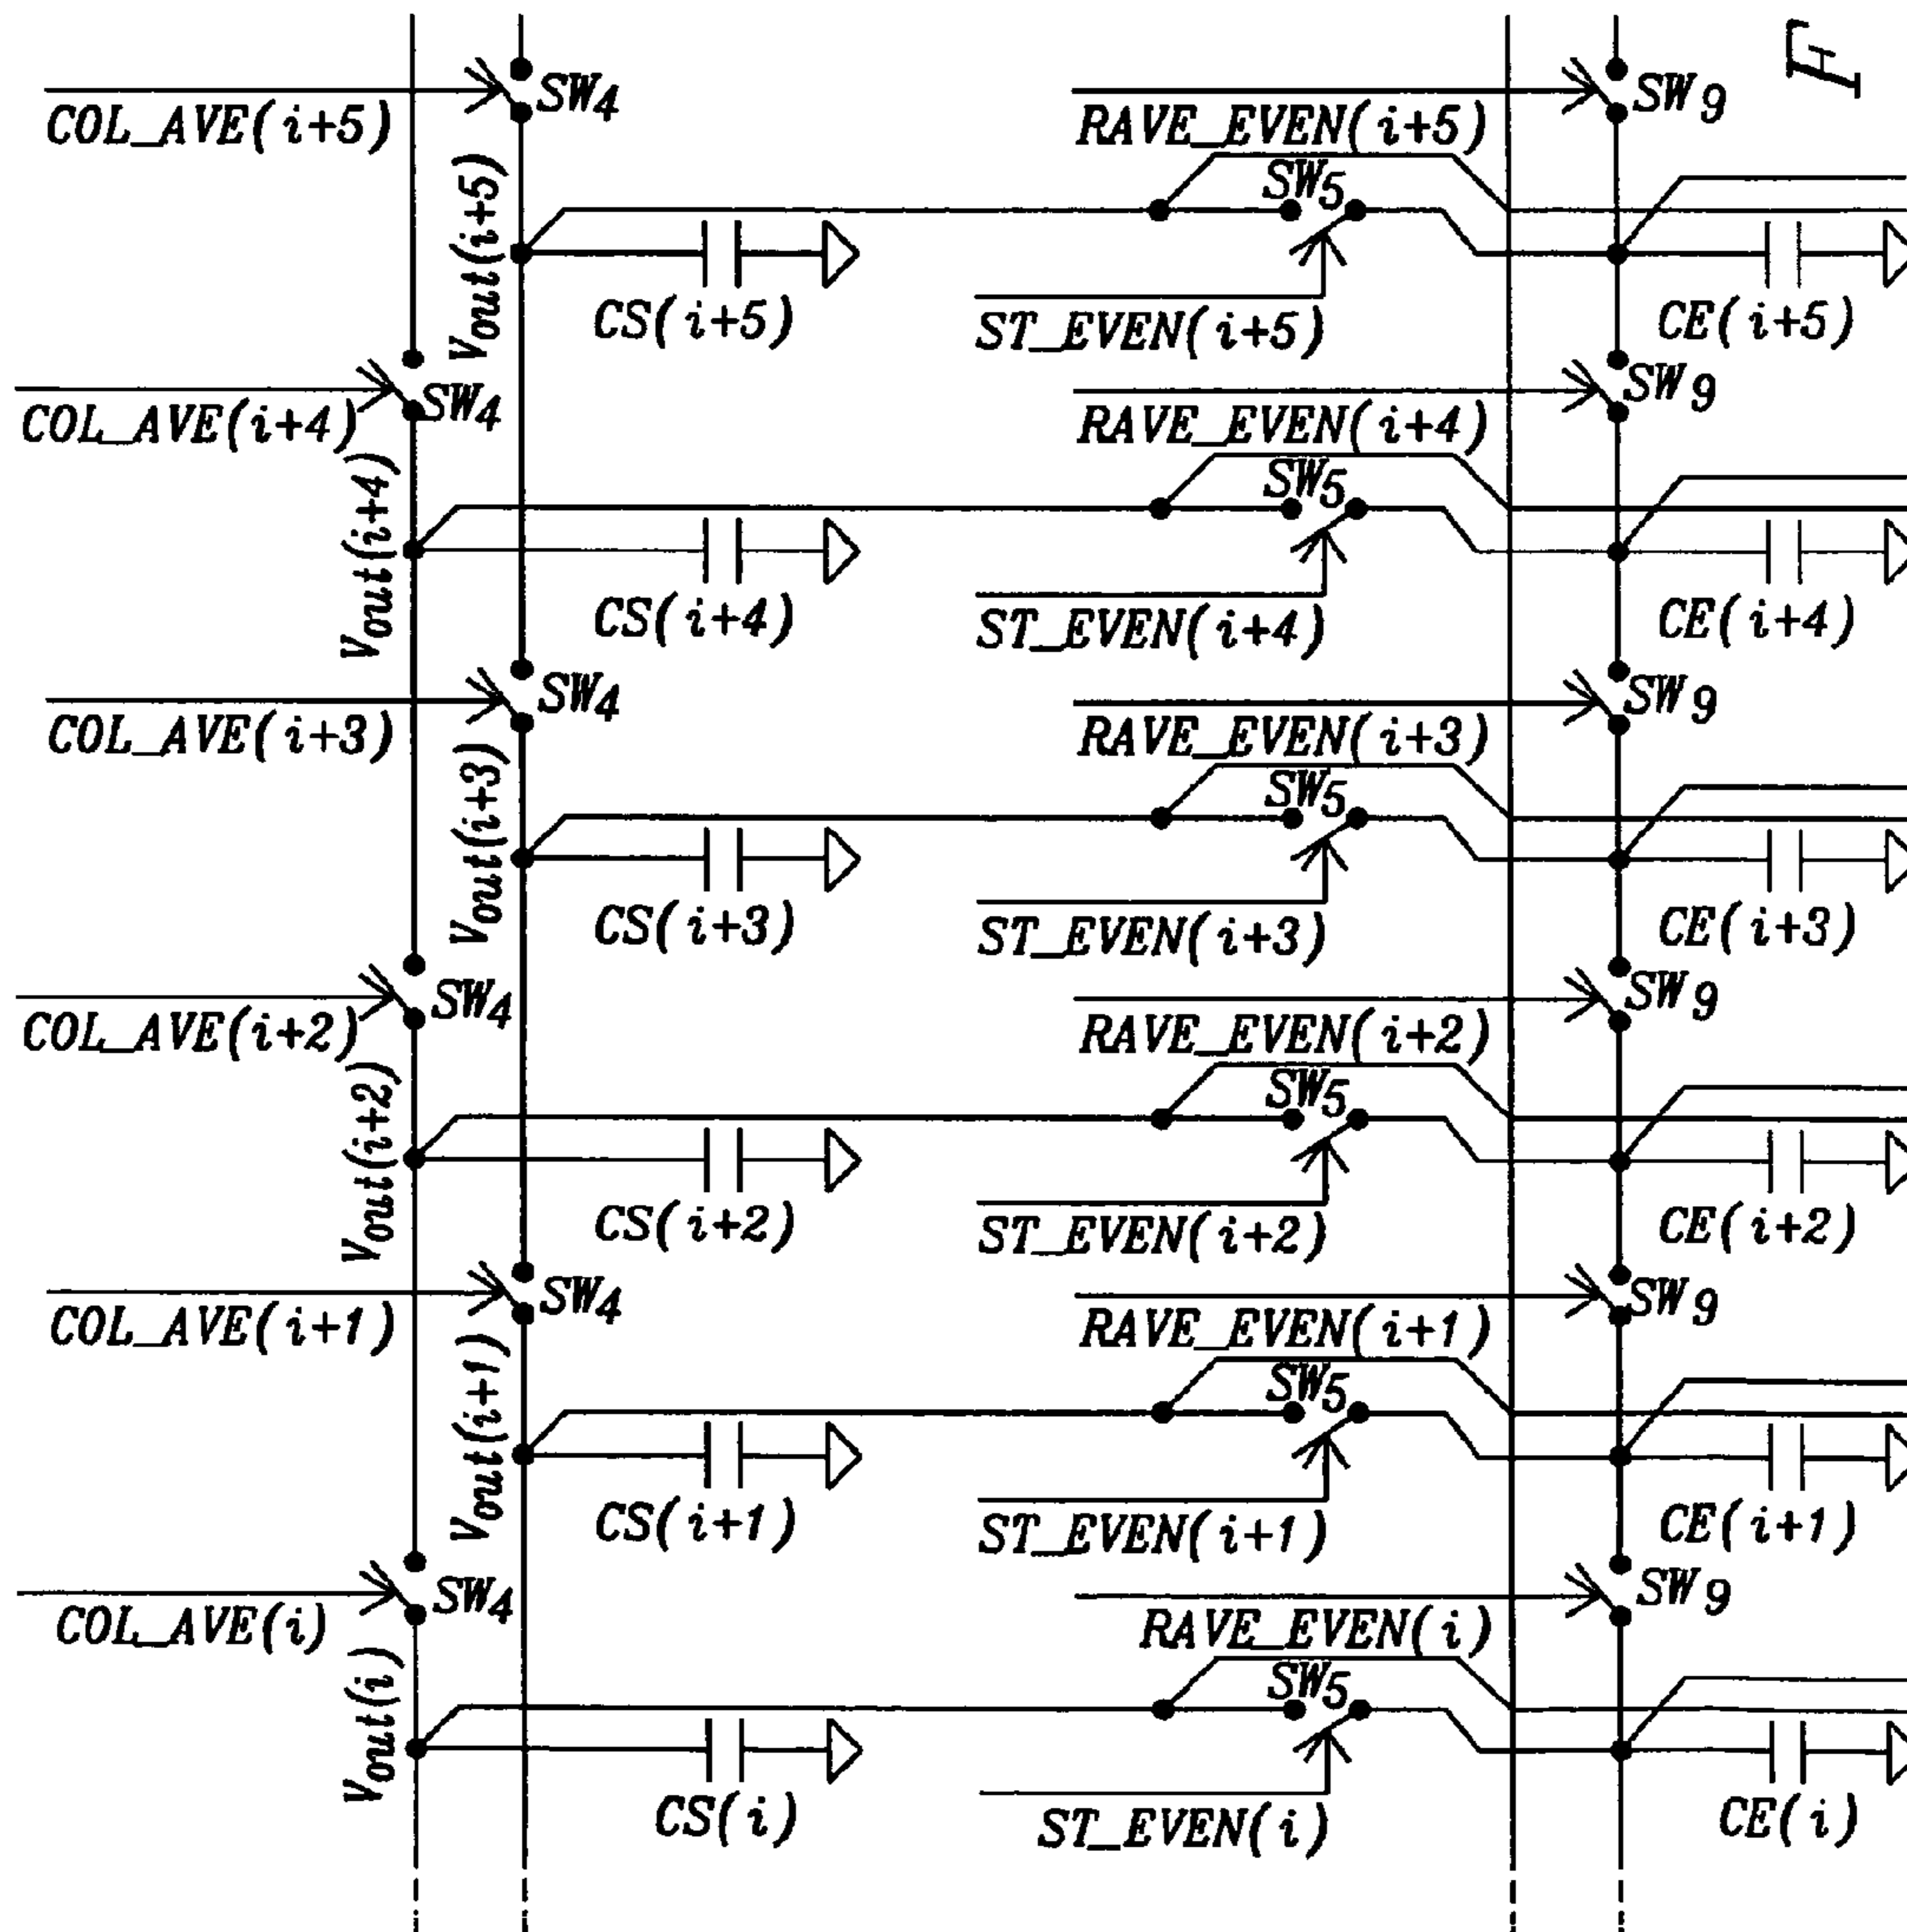 F
COL_AVE(i+5)
SW4
RAVE_EVEN(i+5)
SW9
Vout(i+5)
SW5
CS(i+5)
ST_EVEN(i+5)
CE(i+5)
COL_AVE(i+4)
SW4
RAVE_EVEN(i+4)
SW9
Vout(i+4)
SW5
CS(i+4)
ST_EVEN(i+4)
CE(i+4)
COL_AVE(i+3)
SW4
RAVE_EVEN(i+3)
SW9
Vout(i+3)
SW5
CS(i+3)
ST_EVEN(i+3)
CE(i+3)
COL_AVE(i+2)
SW4
RAVE_EVEN(i+2)
SW9
Vout(i+2)
SW5
CS(i+2)
ST_EVEN(i+2)
CE(i+2)
COL_AVE(i+1)
SW4
RAVE_EVEN(i+1)
SW9
Vout(i+1)
SW5
CS(i+1)
ST_EVEN(i+1)
CE(i+1)
COL_AVE(i)
SW4
RAVE_EVEN(i)
SW9
Vout(i)
SW5
CS(i)
ST_EVEN(i)
CE(i)